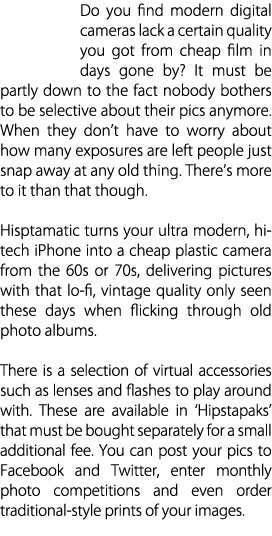 Do you find modern digital
cameras lack a certain quality
you got from cheap film in
days gone by? It must be
partly down to the fact nobody bothers
to be selective about their pics anymore.
When they don't have to worry about
how many exposures are left people just
snap away at any old thing. There's more
to it than that though.

Hisptamatic turns your ultra modern, hi-
tech iPhone into a cheap plastic camera
from the 60s or 70s, delivering pictures
with that lo-fi, vintage quality only seen
these days when flicking through old
photo albums.

There is a selection of virtual accessories
such as lenses and flashes to play around
with. These are available in ‘Hipstapaks’
that must be bought separately for a small
additional fee. You can post your pics to
Facebook and Twitter, enter monthly
photo competitions and even order
traditional-style prints of your images.